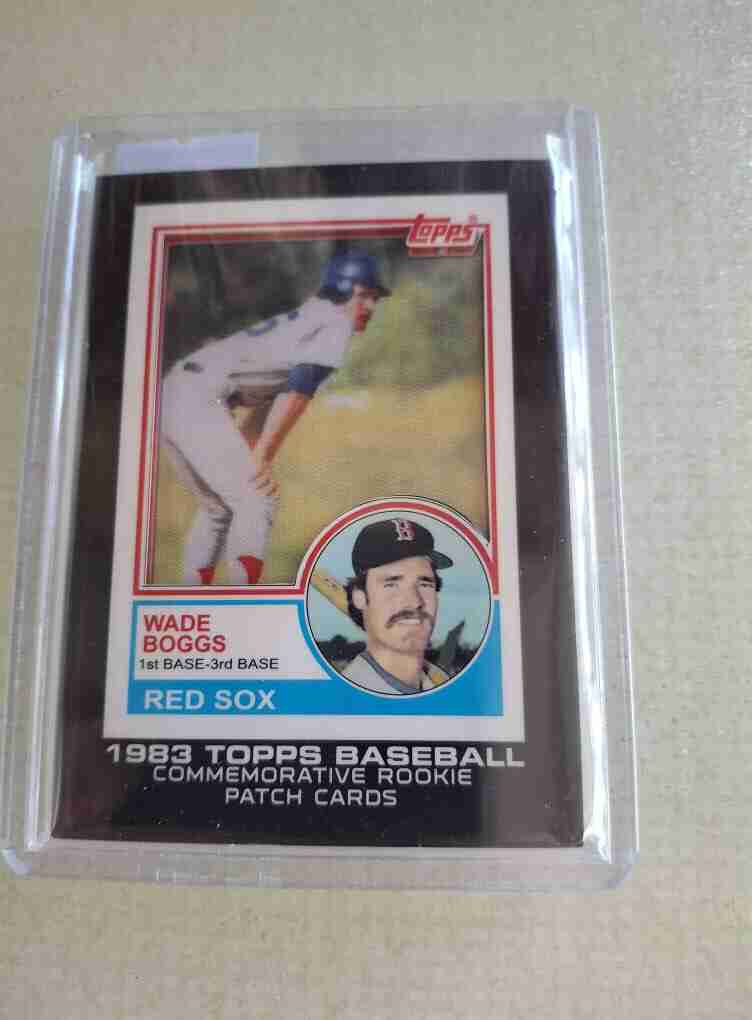 Topps
WADE
BOGGS
1st BASE-3rd BASE
RED SOX
B
1983 TOPPS BASEBALL
COMMEMORATIVE ROOKIE
PATCH CARDS